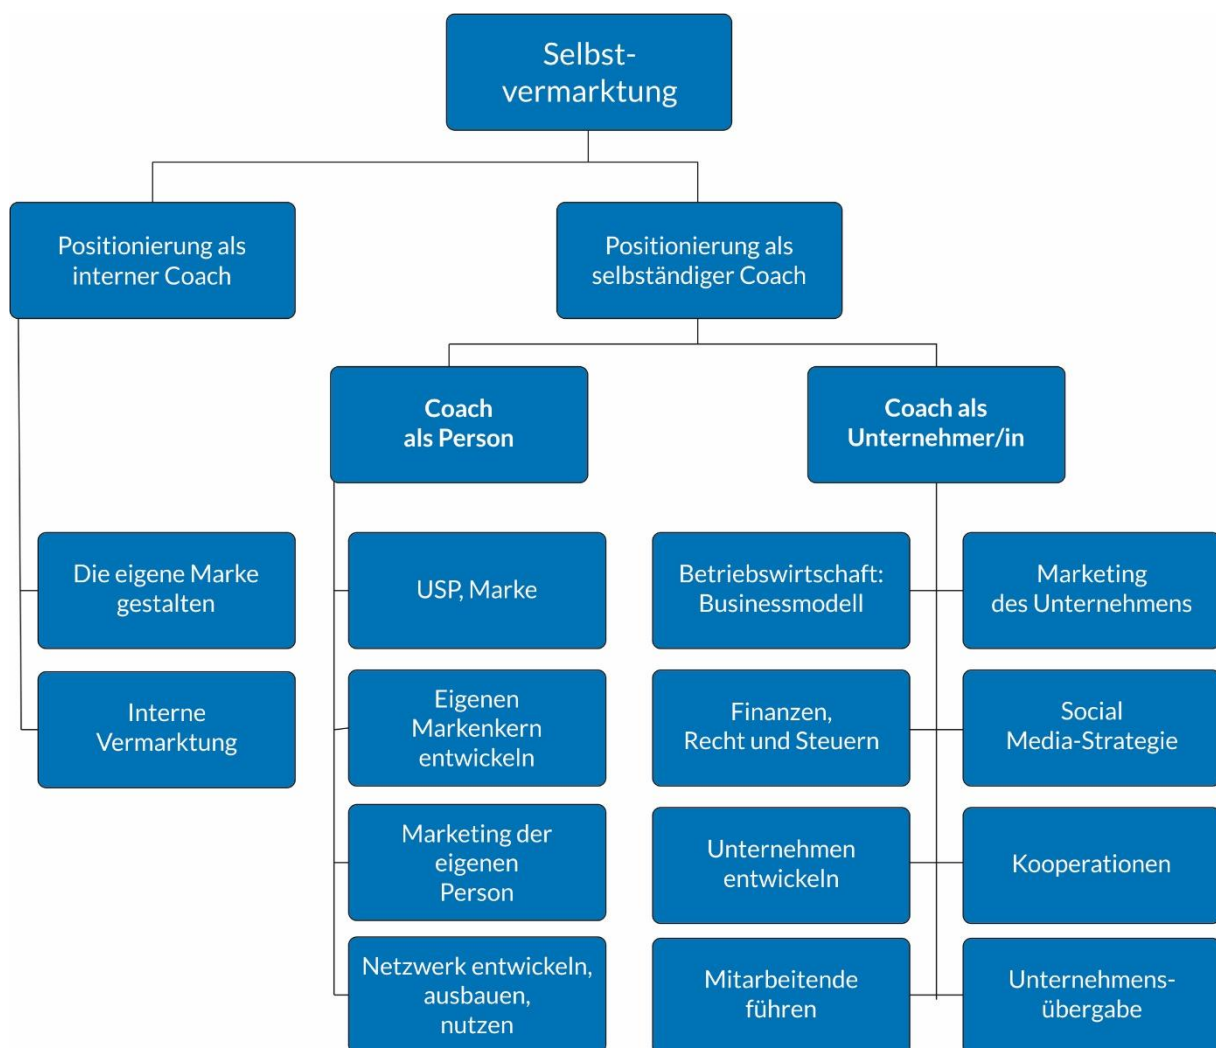 Selbst-
vermarktung
Positionierung als
interner Coach
Positionierung als
selbständiger Coach
Coach
als Person
Coach als
Unternehmer/in
Die eigene Marke
gestalten
USP, Marke
Betriebswirtschaft:
Businessmodell
Marketing
des Unternehmens
Interne
Vermarktung
Eigenen
Markenkern
entwickeln
Finanzen,
Recht und Steuern
Social
Media-Strategie
Marketing der
eigenen
Person
Unternehmen
entwickeln
Kooperationen
Netzwerk entwickeln,
ausbauen,
nutzen
Mitarbeitende
führen
Unternehmens-
übergabe